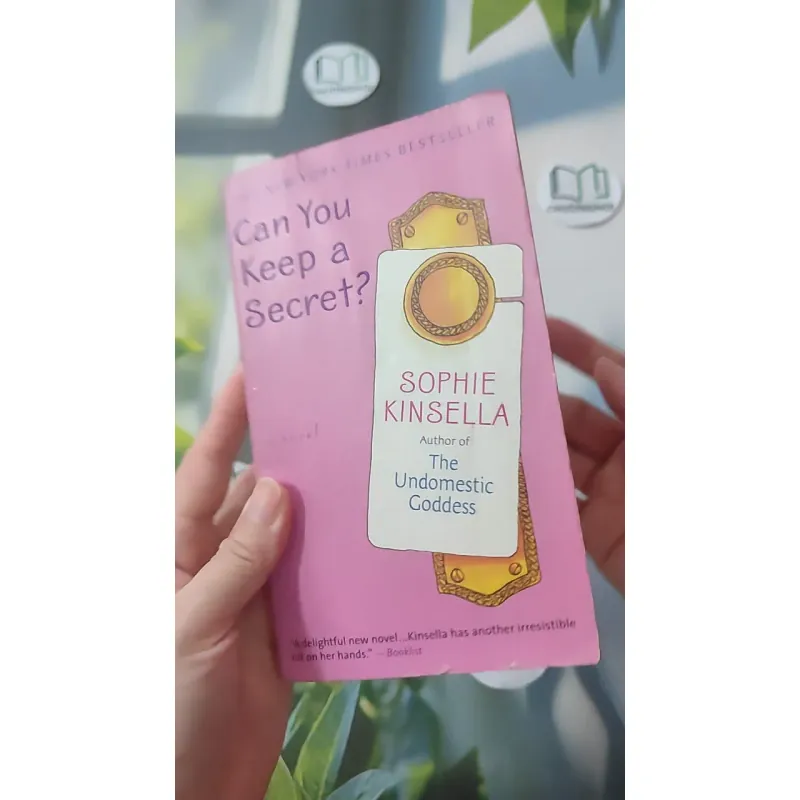 NEW YORK TIMES BESTSELLER
Can You
Keep a
Secret?
SOPHIE
KINSELLA
Author of
The
Undomestic
Goddess
"A delightful new novel...Kinsella has another irresistible
hit on her hands." — Booklist